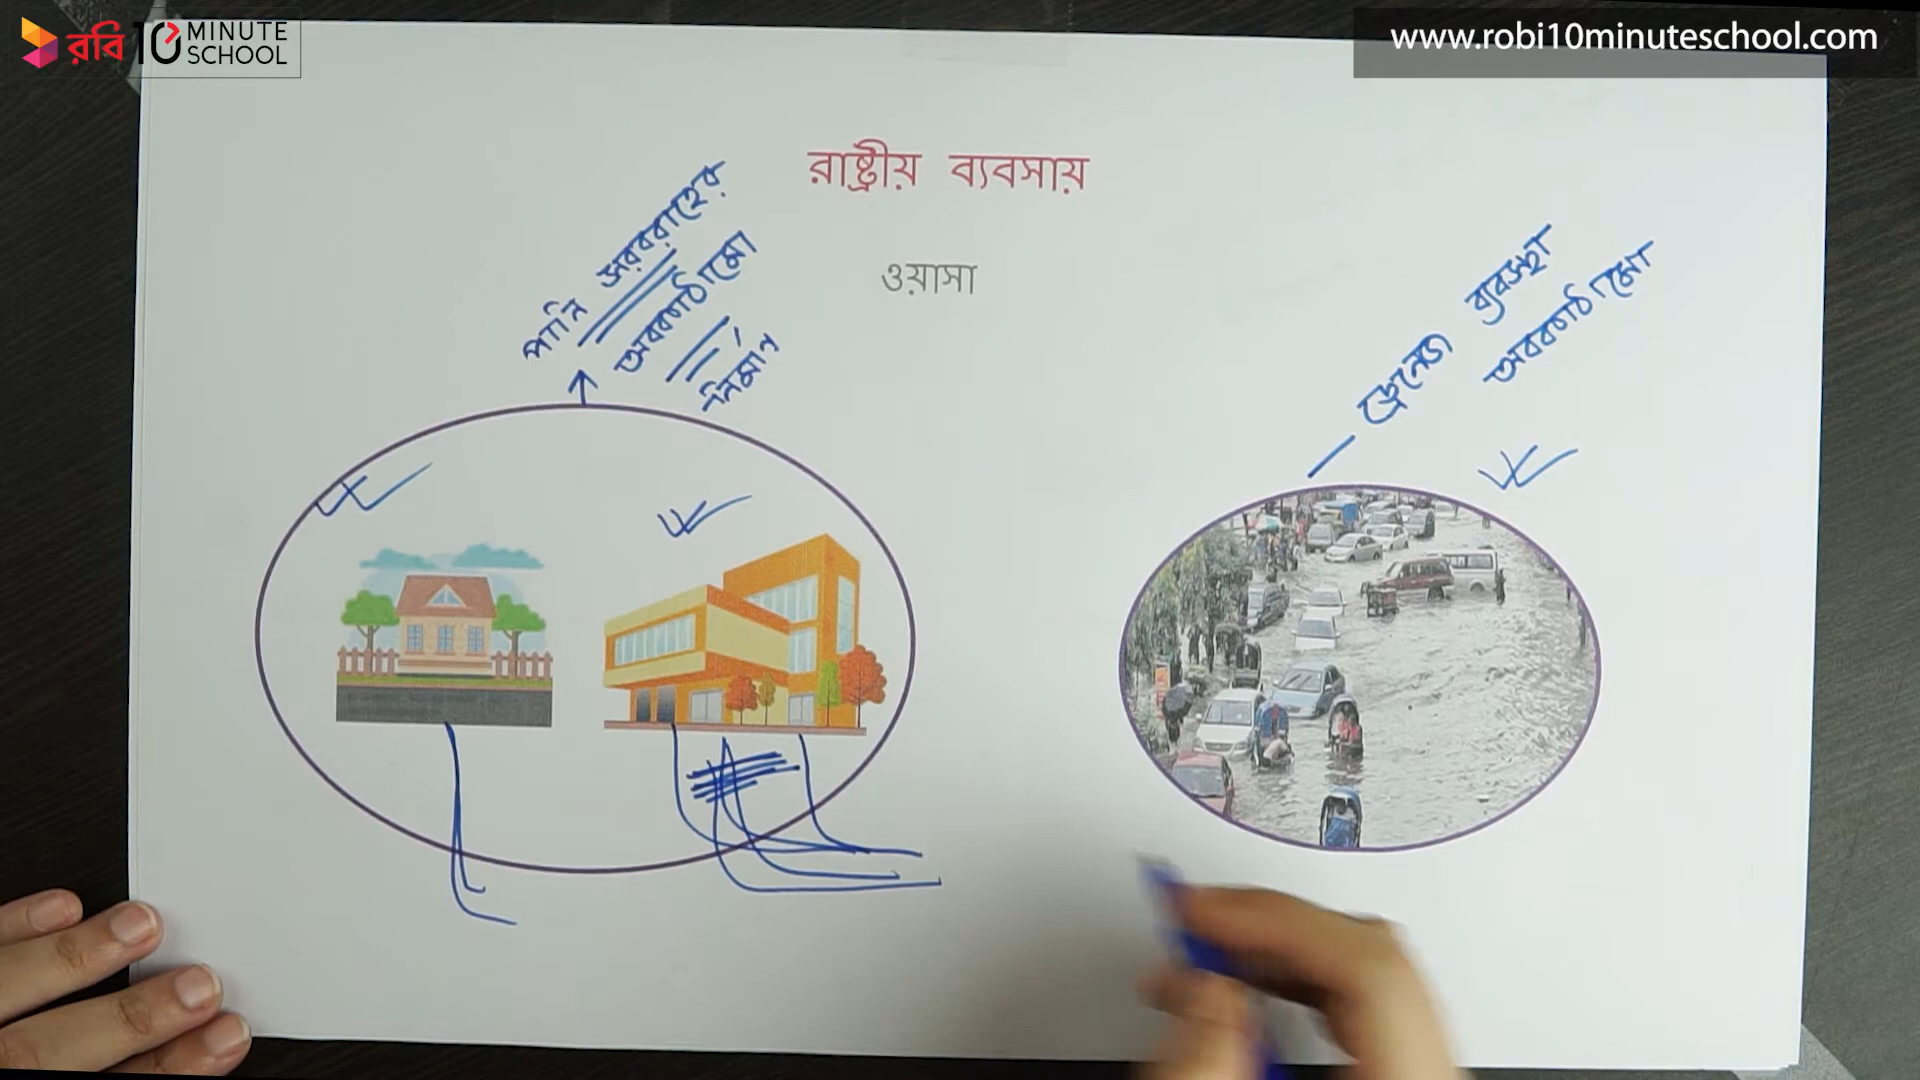 রবি 10 MINUTE SCHOOL
www.robi10minuteschool.com
রাষ্ট্রীয় ব্যবসায়
ওয়াসা
পানি সরবরাহের
অবকাঠামো
নির্মাণ
ড্রেনেজ ব্যবস্থা
অবকাঠামো